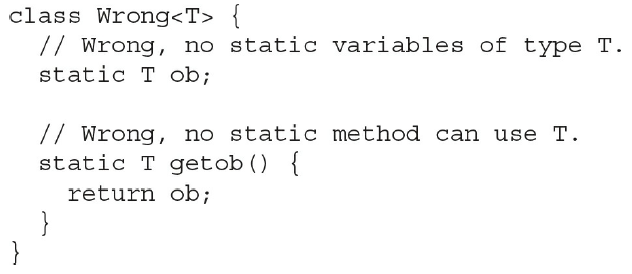 class Wrong<T> {
  // Wrong, no static variables of type T.
  static T ob;

  // Wrong, no static method can use T.
  static T getob() {
    return ob;
  }
}